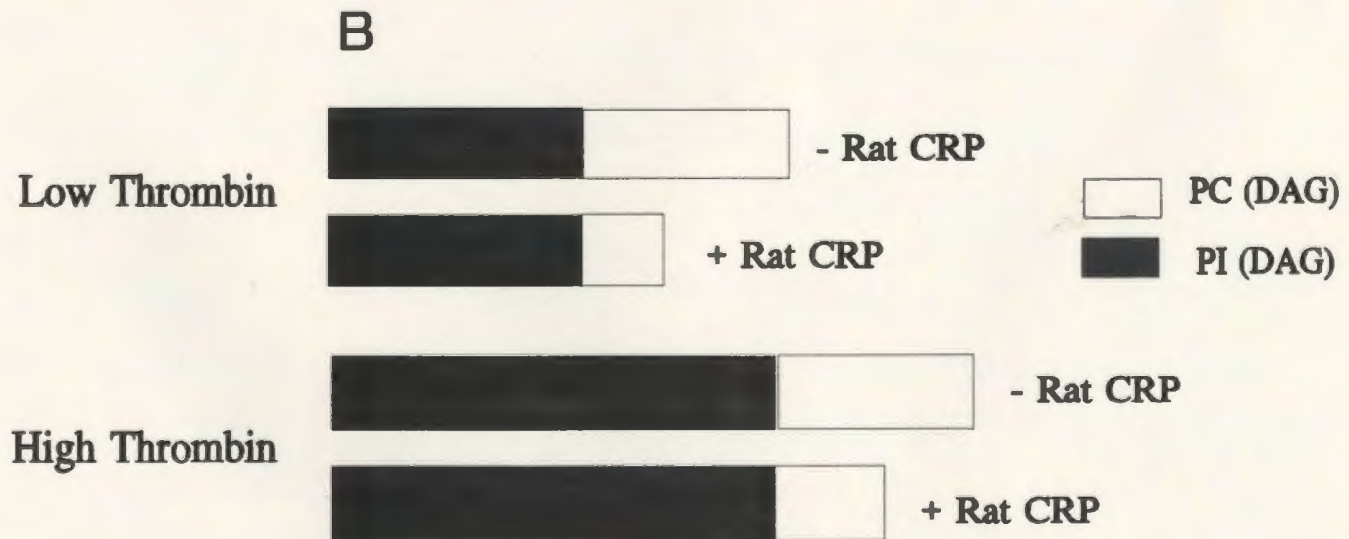 B
- Rat CRP
Low Thrombin
+ Rat CRP
PC (DAG)
PI (DAG)
- Rat CRP
High Thrombin
+ Rat CRP